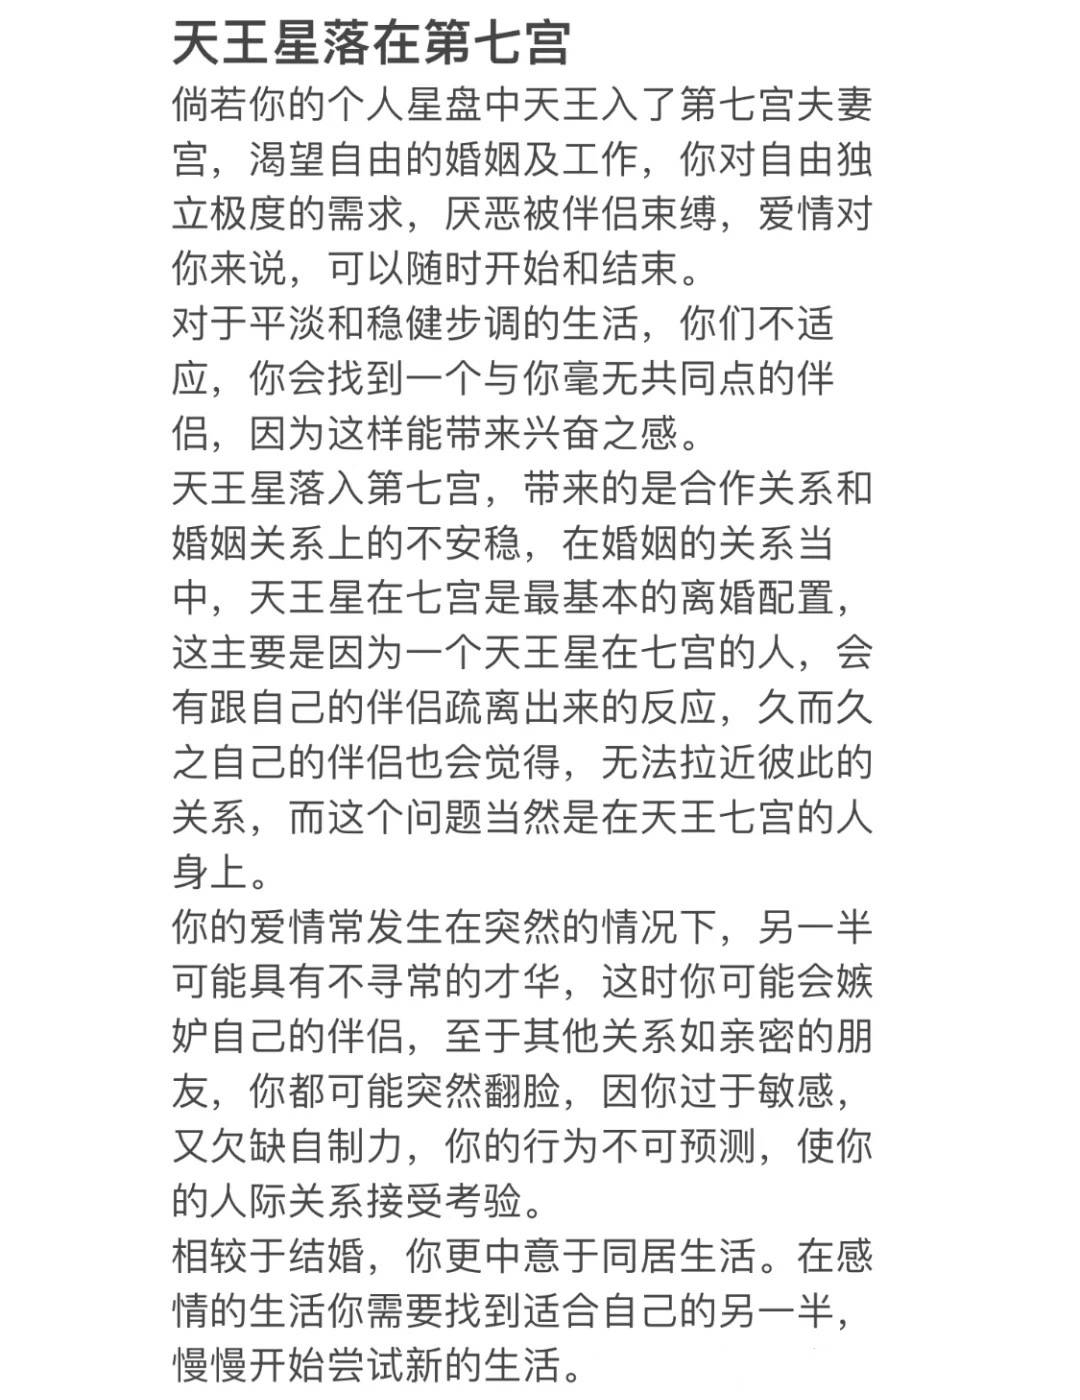 天王星落在第七宫
倘若你的个人星盘中天王入了第七宫夫妻
宫，渴望自由的婚姻及工作，你对自由独
立极度的需求，厌恶被伴侣束缚，爱情对
你来说，可以随时开始和结束。
对于平淡和稳健步调的生活，你们不适
应，你会找到一个与你毫无共同点的伴
侣，因为这样能带来兴奋之感。
天王星落入第七宫，带来的是合作关系和
婚姻关系上的不安稳，在婚姻的关系当
中，天王星在七宫是最基本的离婚配置，
这主要是因为一个天王星在七宫的人，会
有跟自己的伴侣疏离出来的反应，久而久
之自己的伴侣也会觉得，无法拉近彼此的
关系，而这个问题当然是在天王七宫的人
身上。
你的爱情常发生在突然的情况下，另一半
可能具有不寻常的才华，这时你可能会嫉
妒自己的伴侣，至于其他关系如亲密的朋
友，你都可能突然翻脸，因你过于敏感，
又欠缺自制力，你的行为不可预测，使你
的人际关系接受考验。
相较于结婚，你更中意于同居生活。在感
情的生活你需要找到适合自己的另一半，
慢慢开始尝试新的生活。